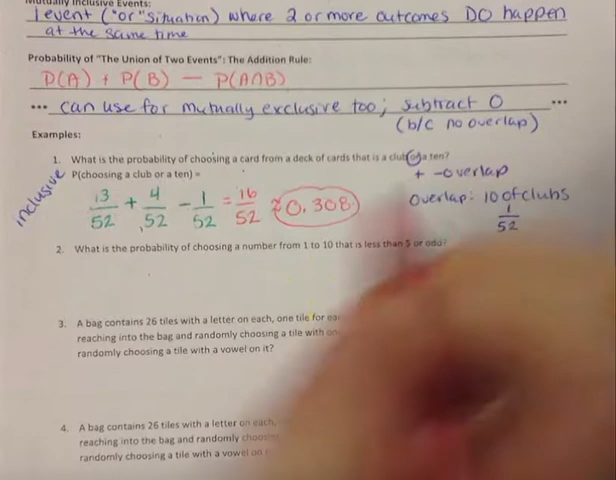 Mutually Inclusive Events:
1 event ("or" situation) where 2 or more outcomes DO happen
at the same time
Probability of "The Union of Two Events": The Addition Rule:
P(A) + P(B) — P(A∩B)
... can use for mutually exclusive too; subtract 0 ...
(b/c no overlap)
Examples:
1. What is the probability of choosing a card from a deck of cards that is a club or a ten?
+ -overlap
inclusive
P(choosing a club or a ten) =
13/52 + 4/52 - 1/52 = 16/52 ≈ 0.308
overlap: 10 of clubs
1/52
2. What is the probability of choosing a number from 1 to 10 that is less than 5 or odd?
3. A bag contains 26 tiles with a letter on each, one tile for
reaching into the bag and randomly choosing a tile with
randomly choosing a tile with a vowel on it?
4. A bag contains 26 tiles with a letter on each,
reaching into the bag and randomly
randomly choosing a tile with a vowel on